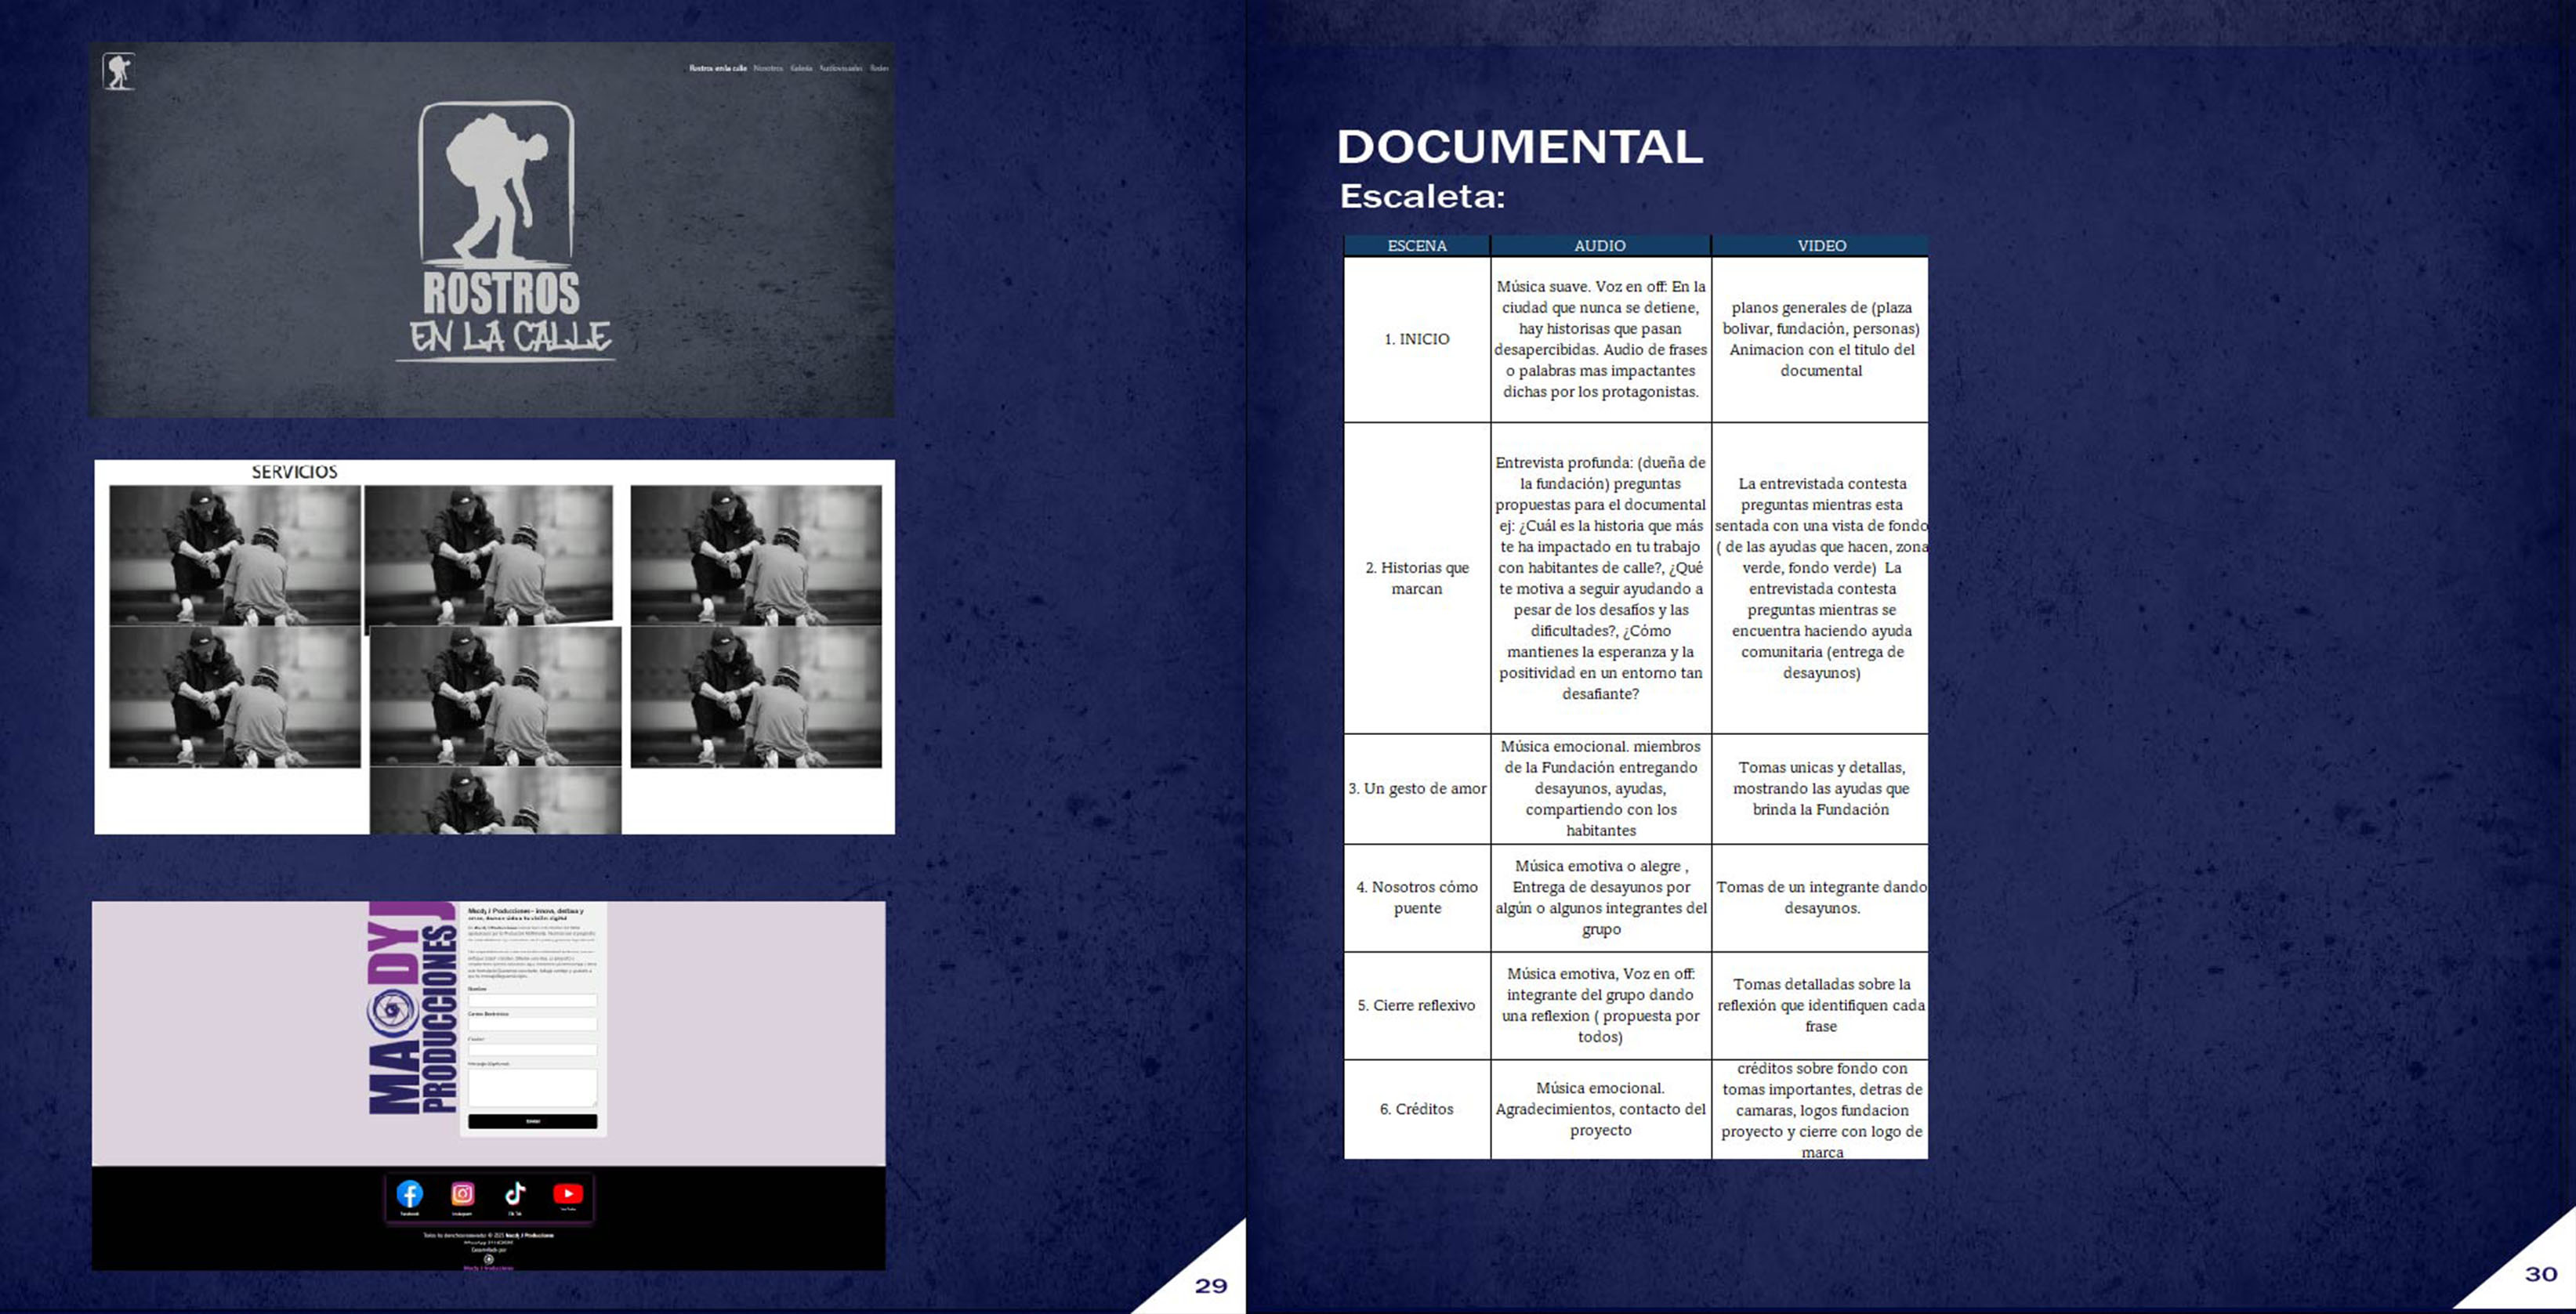 Rostros en la calle Nosotros Galería Audiovisuales Redes
ROSTROS
EN LA CALLE
SERVICIOS
MACDYJ
PRODUCCIONES
Nombre
Facebook
Instagram
Tik Tok
YouTube
Desarrollado por
29
DOCUMENTAL
Escaleta:
ESCENA AUDIO VIDEO
1. INICIO
Música suave. Voz en off: En la
ciudad que nunca se detiene,
hay historisas que pasan
desapercibidas. Audio de frases
o palabras mas impactantes
dichas por los protagonistas.
planos generales de (plaza
bolivar, fundación, personas)
Animacion con el titulo del
documental
2. Historias que
marcan
Entrevista profunda: (dueña de
la fundación) preguntas
propuestas para el documental
ej: ¿Cuál es la historia que más
te ha impactado en tu trabajo
con habitantes de calle?, ¿Qué
te motiva a seguir ayudando a
pesar de los desafíos y las
dificultades?, ¿Cómo
mantienes la esperanza y la
positividad en un entorno tan
desafiante?
La entrevistada contesta
preguntas mientras esta
sentada con una vista de fondo
( de las ayudas que hacen, zona
verde, fondo verde) La
entrevistada contesta
preguntas mientras se
encuentra haciendo ayuda
comunitaria (entrega de
desayunos)
3. Un gesto de amor
Música emocional. miembros
de la Fundación entregando
desayunos, ayudas,
compartiendo con los
habitantes
Tomas unicas y detallas,
mostrando las ayudas que
brinda la Fundación
4. Nosotros cómo
puente
Música emotiva o alegre ,
Entrega de desayunos por
algún o algunos integrantes del
grupo
Tomas de un integrante dando
desayunos.
5. Cierre reflexivo
Música emotiva, Voz en off:
integrante del grupo dando
una reflexion ( propuesta por
todos)
Tomas detalladas sobre la
reflexión que identifiquen cada
frase
6. Créditos
Música emocional.
Agradecimientos, contacto del
proyecto
créditos sobre fondo con
tomas importantes, detras de
camaras, logos fundacion
proyecto y cierre con logo de
marca
30